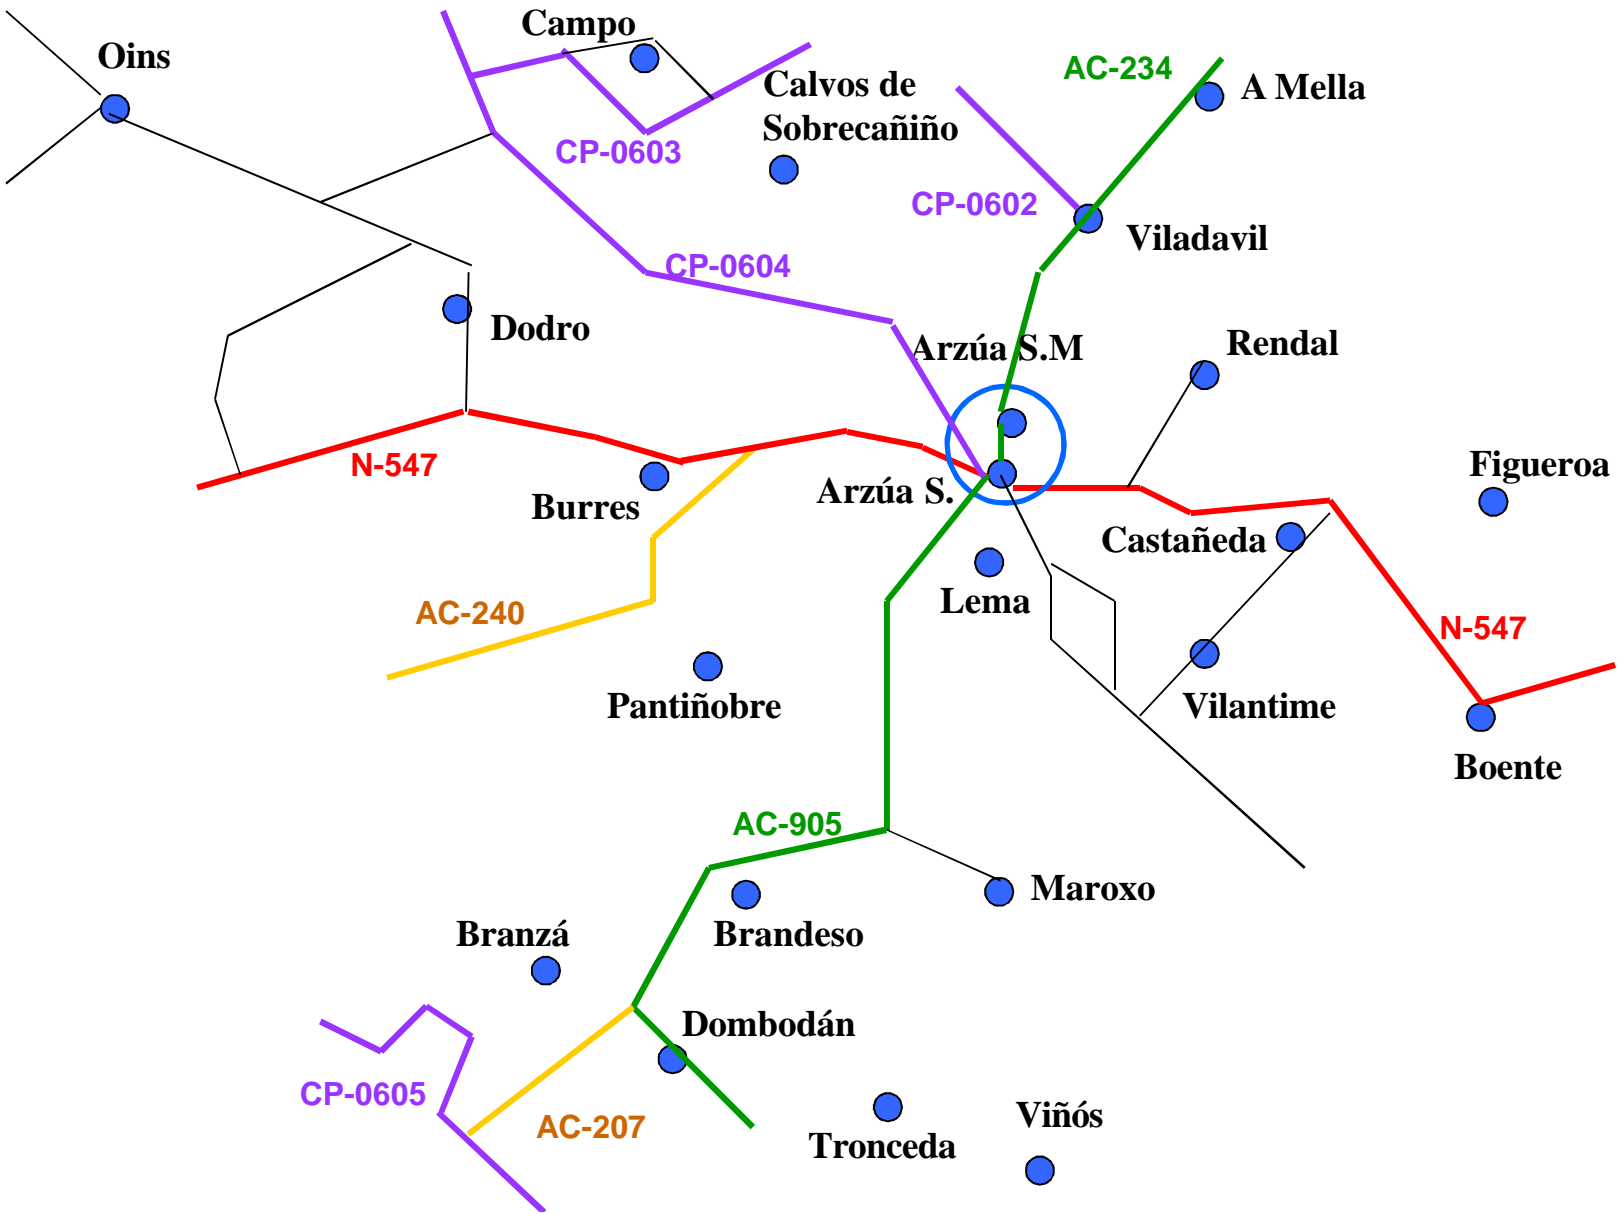 Campo
Oins
AC-234
Calvos de
Sobrecañiño
A Mella
CP-0603
CP-0602
Viladavil
CP-0604
Dodro
Arzúa S.M
Rendal
N-547
Figueroa
Arzúa S.
Burres
Castañeda
Lema
AC-240
N-547
Pantiñobre
Vilantime
Boente
AC-905
Maroxo
Branzá
Brandeso
Dombodán
CP-0605
AC-207
Viñós
Tronceda